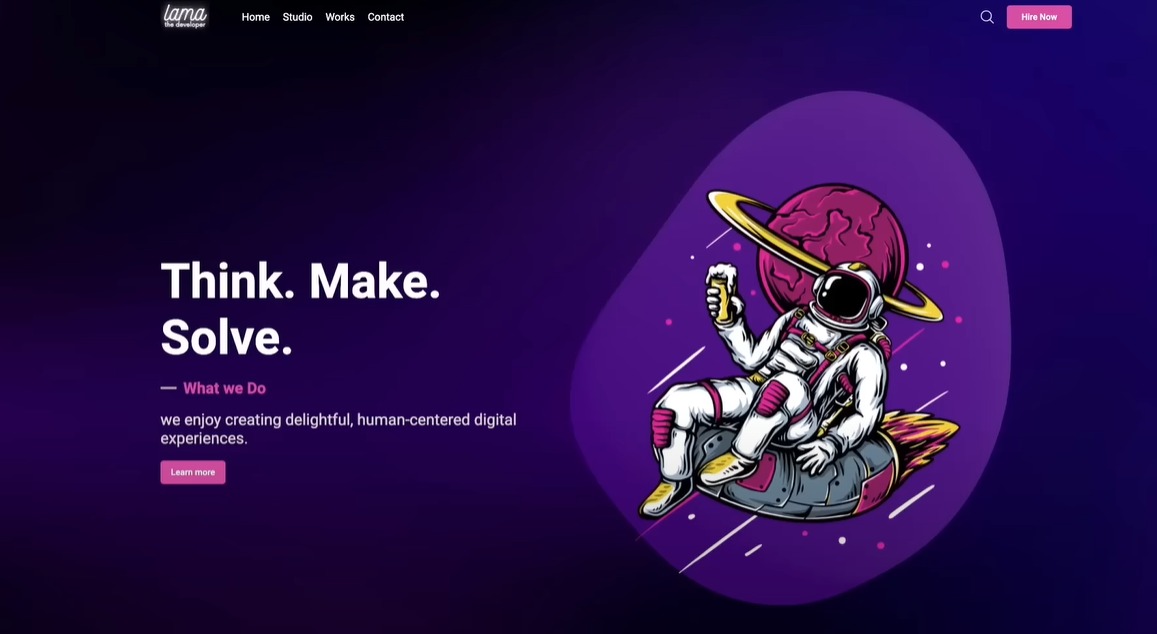 lama
the developer
Home Studio Works Contact
Hire Now
Think. Make.
Solve.
What we Do
we enjoy creating delightful, human-centered digital
experiences.
Learn more